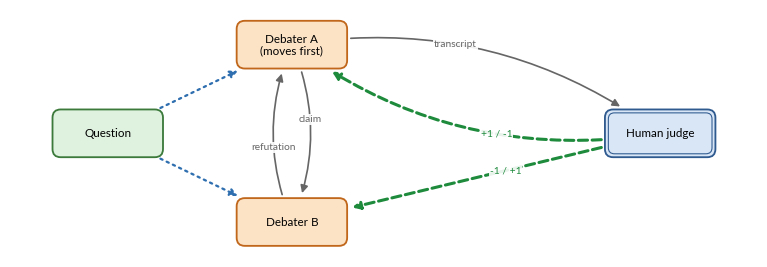 Debater A
(moves first)
transcript
claim
Question
Human judge
+1 / -1
refutation
-1 / +1
Debater B